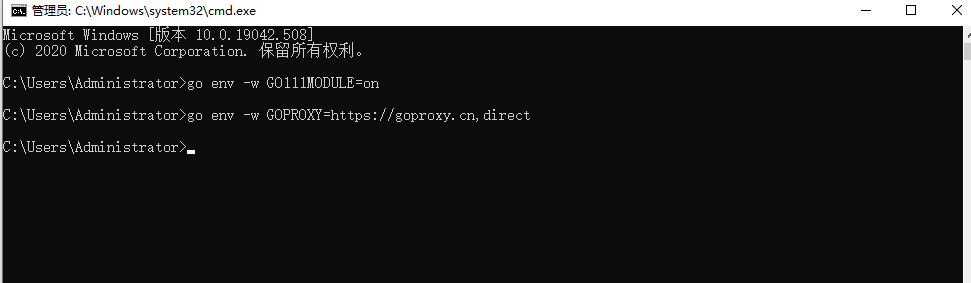 管理员: C:\Windows\system32\cmd.exe
Microsoft Windows [版本 10.0.19042.508]
(c) 2020 Microsoft Corporation. 保留所有权利。
C:\Users\Administrator>go env -w GO111MODULE=on
C:\Users\Administrator>go env -w GOPROXY=https://goproxy.cn,direct
C:\Users\Administrator>